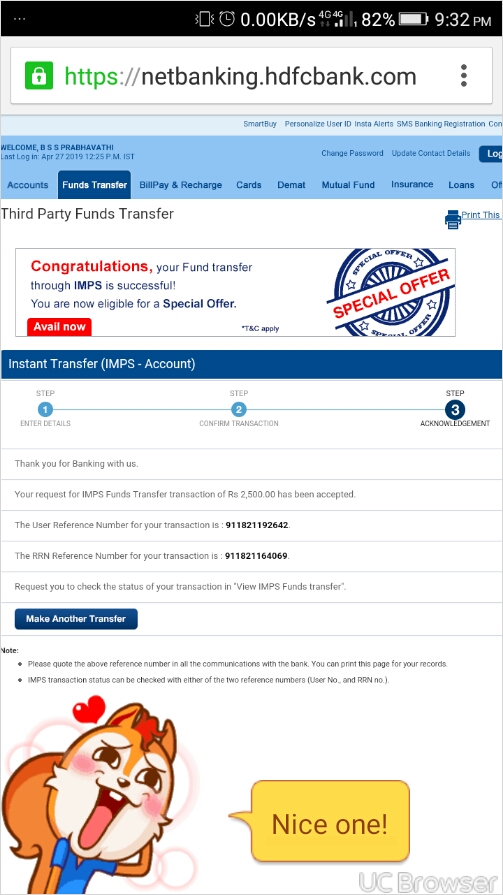 0.00KB/s 4G 4G 82% 9:32 PM
https://netbanking.hdfcbank.com
SmartBuy Personalize User ID Insta Alerts SMS Banking Registration Con
WELCOME, B S S PRABHAVATHI
Last Log in: Apr 27 2019 12:25 P.M. IST
Change Password Update Contact Details Log
Accounts Funds Transfer BillPay & Recharge Cards Demat Mutual Fund Insurance Loans Of
Third Party Funds Transfer
Print This
Congratulations, your Fund transfer
through IMPS is successful!
You are now eligible for a Special Offer.
Avail now
*T&C apply
SPECIAL OFFER
SPECIAL OFFER
SPECIAL OFFER
Instant Transfer (IMPS - Account)
STEP STEP STEP
1 2 3
ENTER DETAILS CONFIRM TRANSACTION ACKNOWLEDGEMENT
Thank you for Banking with us.
Your request for IMPS Funds Transfer transaction of Rs 2,500.00 has been accepted.
The User Reference Number for your transaction is : 911821192642.
The RRN Reference Number for your transaction is : 911821164069.
Request you to check the status of your transaction in "View IMPS Funds transfer".
Make Another Transfer
Note:
Please quote the above reference number in all the communications with the bank. You can print this page for your records.
IMPS transaction status can be checked with either of the two reference numbers (User No., and RRN no.).
Nice one!
UC Browser